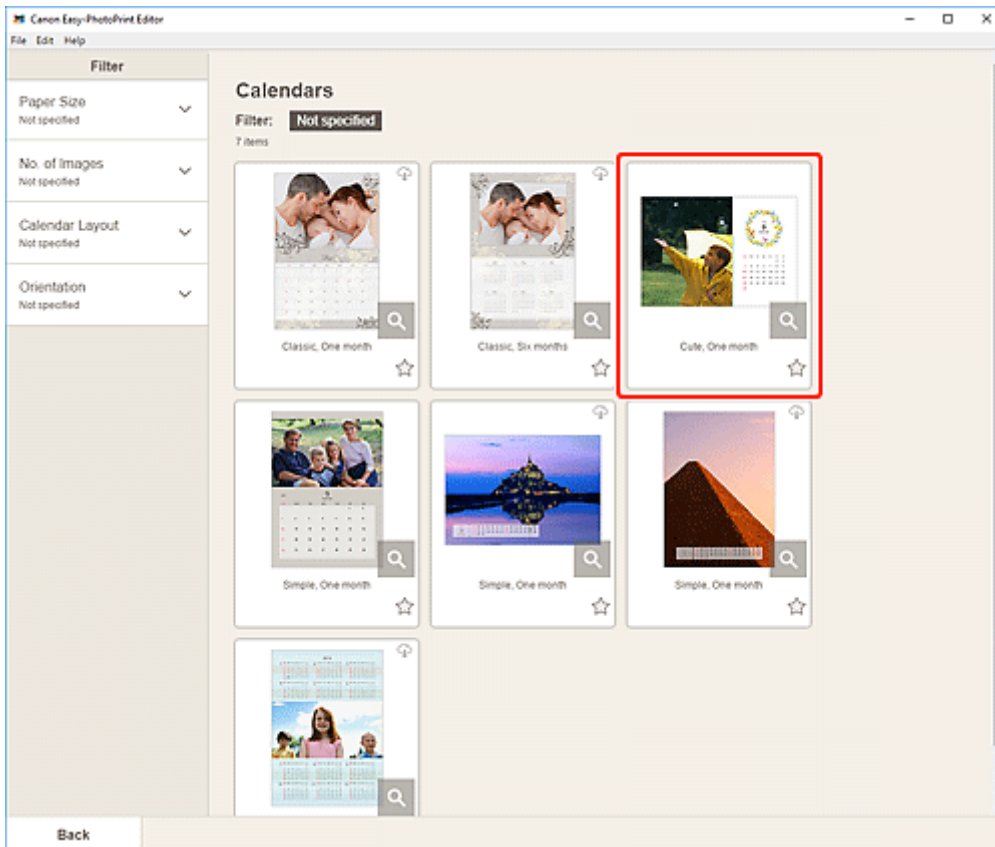 Canon Easy-PhotoPrint Editor
File Edit Help
Filter
Paper Size
Not specified
No. of Images
Not specified
Calendar Layout
Not specified
Orientation
Not specified
Calendars
Filter: Not specified
7 items
Classic, One month
Classic, Six months
Cute, One month
Simple, One month
Simple, One month
Simple, One month
Back